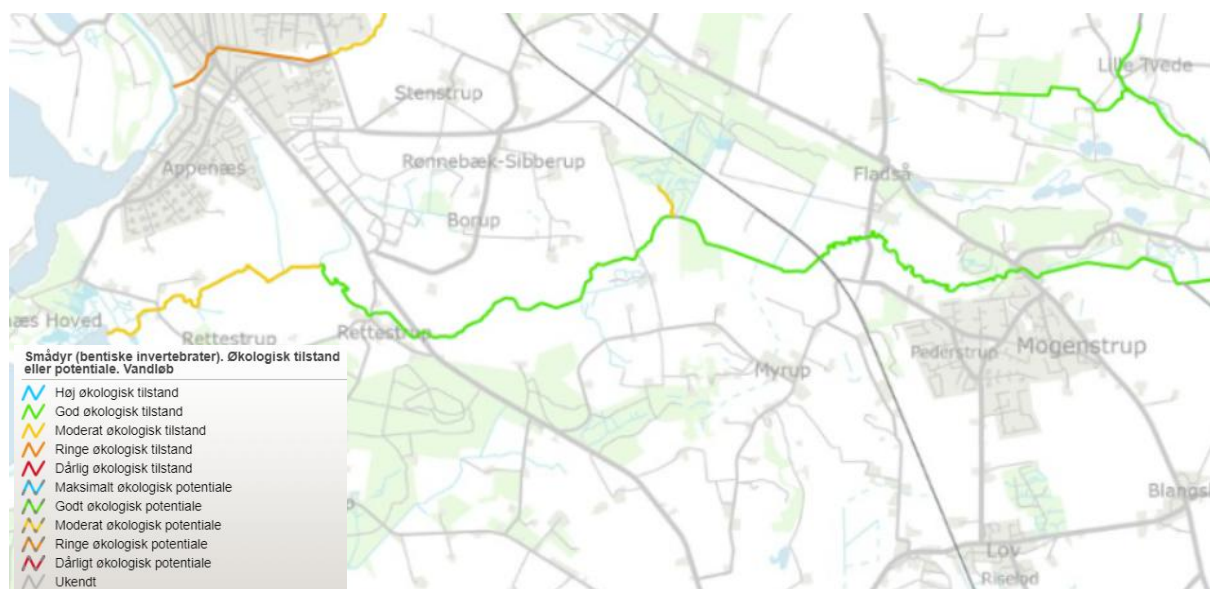 Lille Tvede
Stenstrup
Rønnebæk-Sibberup
Appenæs
Fladså
Borup
æs Hoved
Rettestrup
Rettestrup
Pederstrup
Mogenstrup
Myrup
Smådyr (bentiske invertebrater). Økologisk tilstand
eller potentiale. Vandløb
Høj økologisk tilstand
God økologisk tilstand
Moderat økologisk tilstand
Ringe økologisk tilstand
Dårlig økologisk tilstand
Maksimalt økologisk potentiale
Godt økologisk potentiale
Moderat økologisk potentiale
Ringe økologisk potentiale
Dårligt økologisk potentiale
Ukendt
Blangsl
Lov